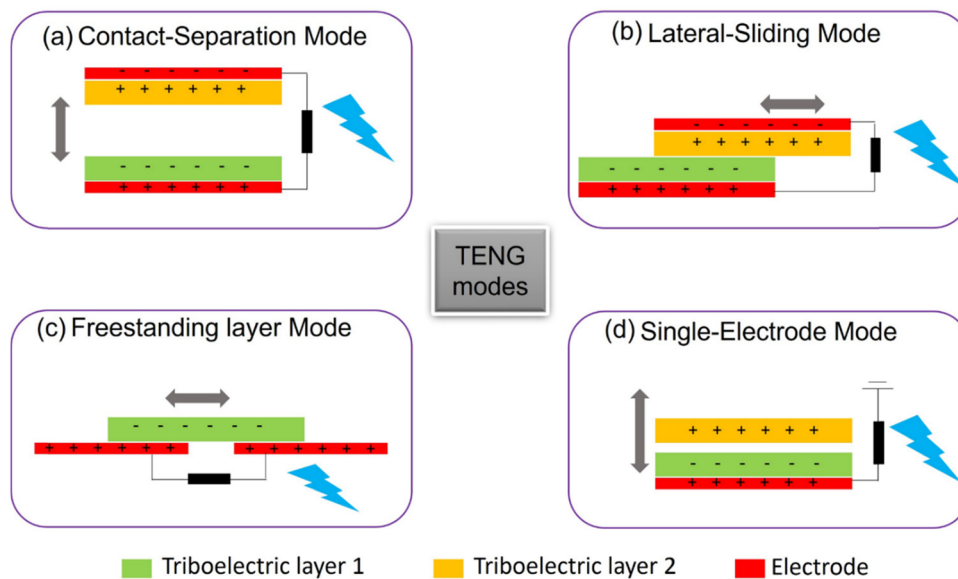 (a) Contact-Separation Mode
- - - - - -
+ + + + + +
- - - - - -
+ + + + + +
(b) Lateral-Sliding Mode
- - - - - -
+ + + + + +
- - - - - -
+ + + + + +
TENG
modes
(c) Freestanding layer Mode
- - - - - -
+ + + + + + + + + + + +
(d) Single-Electrode Mode
+ + + + + +
- - - - - -
+ + + + + +
Triboelectric layer 1 Triboelectric layer 2 Electrode